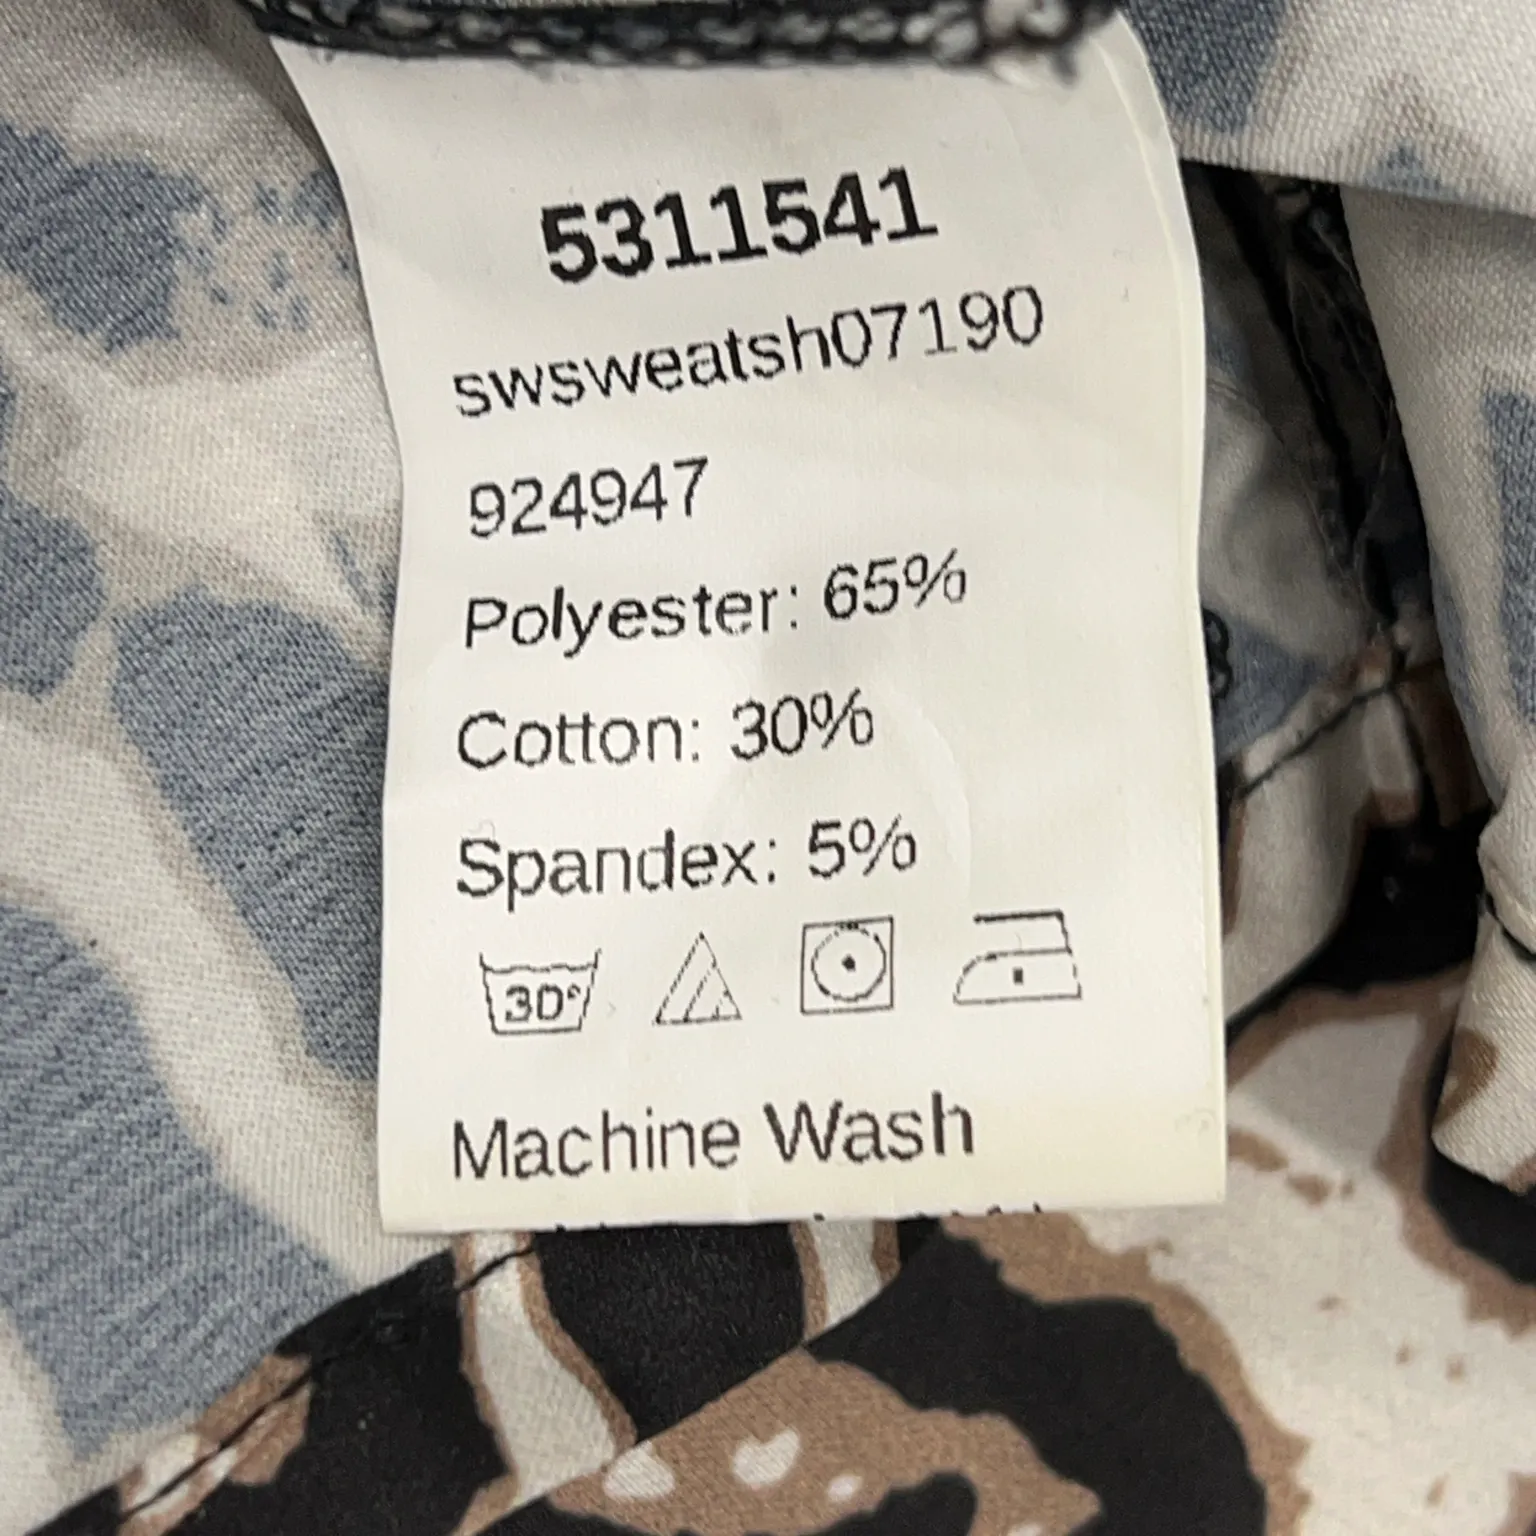 5311541
swsweatsh07190
924947
Polyester: 65%
Cotton: 30%
Spandex: 5%
30°
Machine Wash